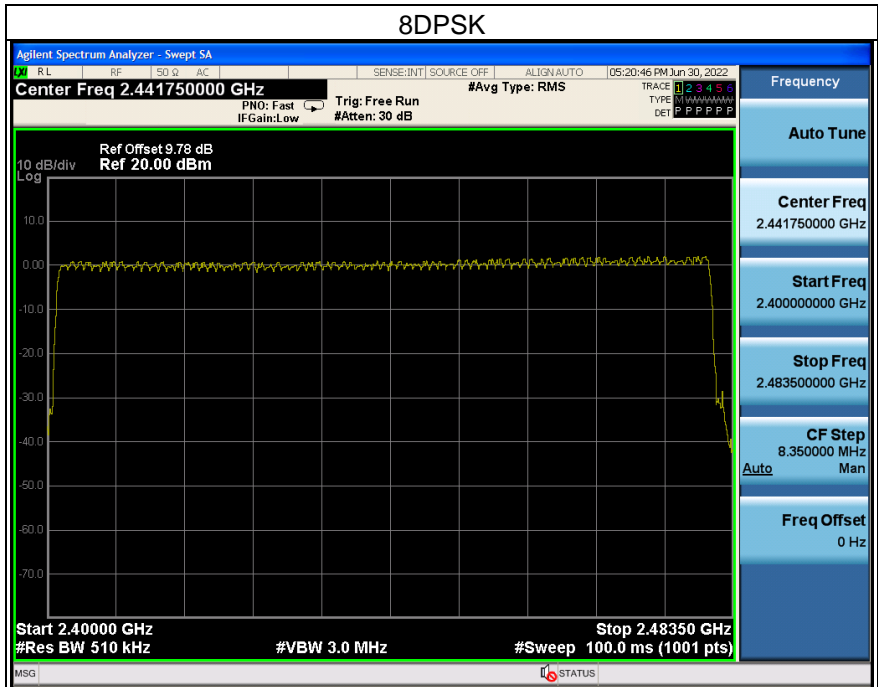 8DPSK
Agilent Spectrum Analyzer - Swept SA
LXI RL RF 50 Ω AC SENSE:INT SOURCE OFF ALIGN AUTO 05:20:46 PM Jun 30, 2022
Center Freq 2.441750000 GHz #Avg Type: RMS TRACE 1 2 3 4 5 6
PNO: Fast Trig: Free Run TYPE M WWWWW
IFGain:Low #Atten: 30 dB DET P P P P P P
Ref Offset 9.78 dB
10 dB/div Ref 20.00 dBm
Log
10.0
0.00
-10.0
-20.0
-30.0
-40.0
-50.0
-60.0
-70.0
Start 2.40000 GHz Stop 2.48350 GHz
#Res BW 510 kHz #VBW 3.0 MHz #Sweep 100.0 ms (1001 pts)
MSG STATUS
Frequency
Auto Tune
Center Freq
2.441750000 GHz
Start Freq
2.400000000 GHz
Stop Freq
2.483500000 GHz
CF Step
8.350000 MHz
Auto Man
Freq Offset
0 Hz